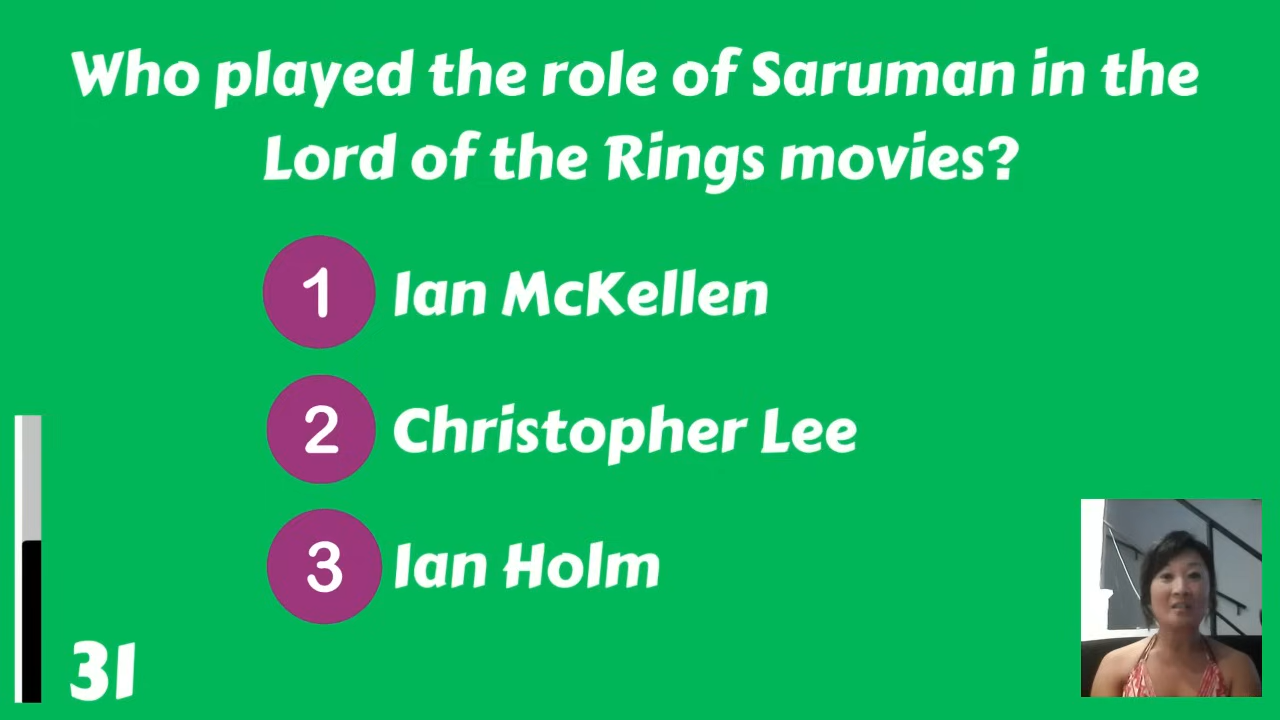 Who played the role of Saruman in the
Lord of the Rings movies?
1 Ian McKellen
2 Christopher Lee
3 Ian Holm
31